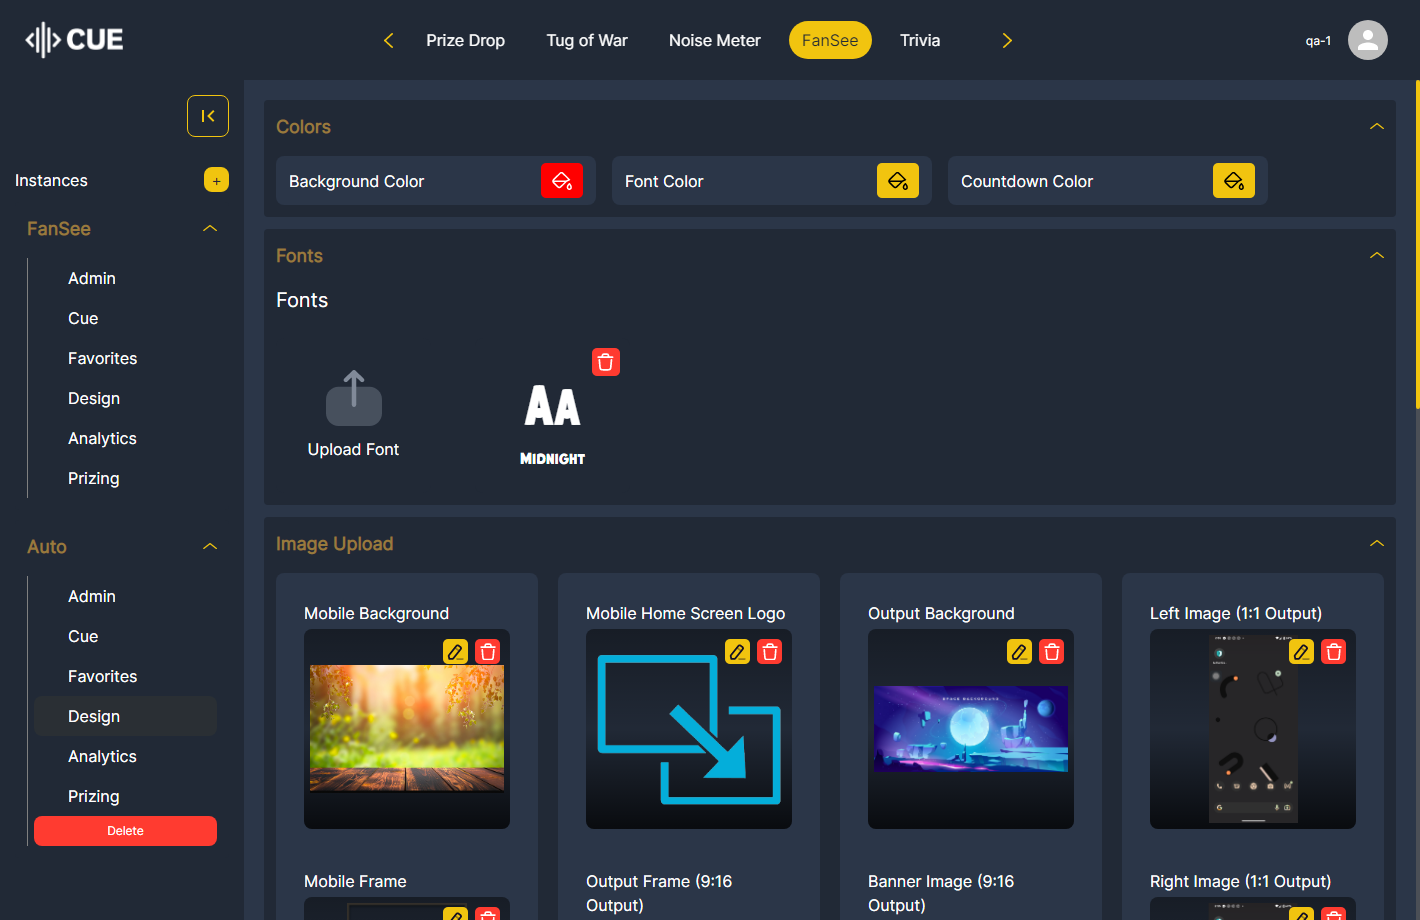 CUE
Prize Drop
Tug of War
Noise Meter
FanSee
Trivia
qa-1
Instances
+
FanSee
Admin
Cue
Favorites
Design
Analytics
Prizing
Auto
Admin
Cue
Favorites
Design
Analytics
Prizing
Delete
Colors
Background Color
Font Color
Countdown Color
Fonts
Fonts
Upload Font
AA
MIDNIGHT
Image Upload
Mobile Background
Mobile Home Screen Logo
Output Background
SPACE BACKGROUND
Left Image (1:1 Output)
Mobile Frame
Output Frame (9:16
Output)
Banner Image (9:16
Output)
Right Image (1:1 Output)